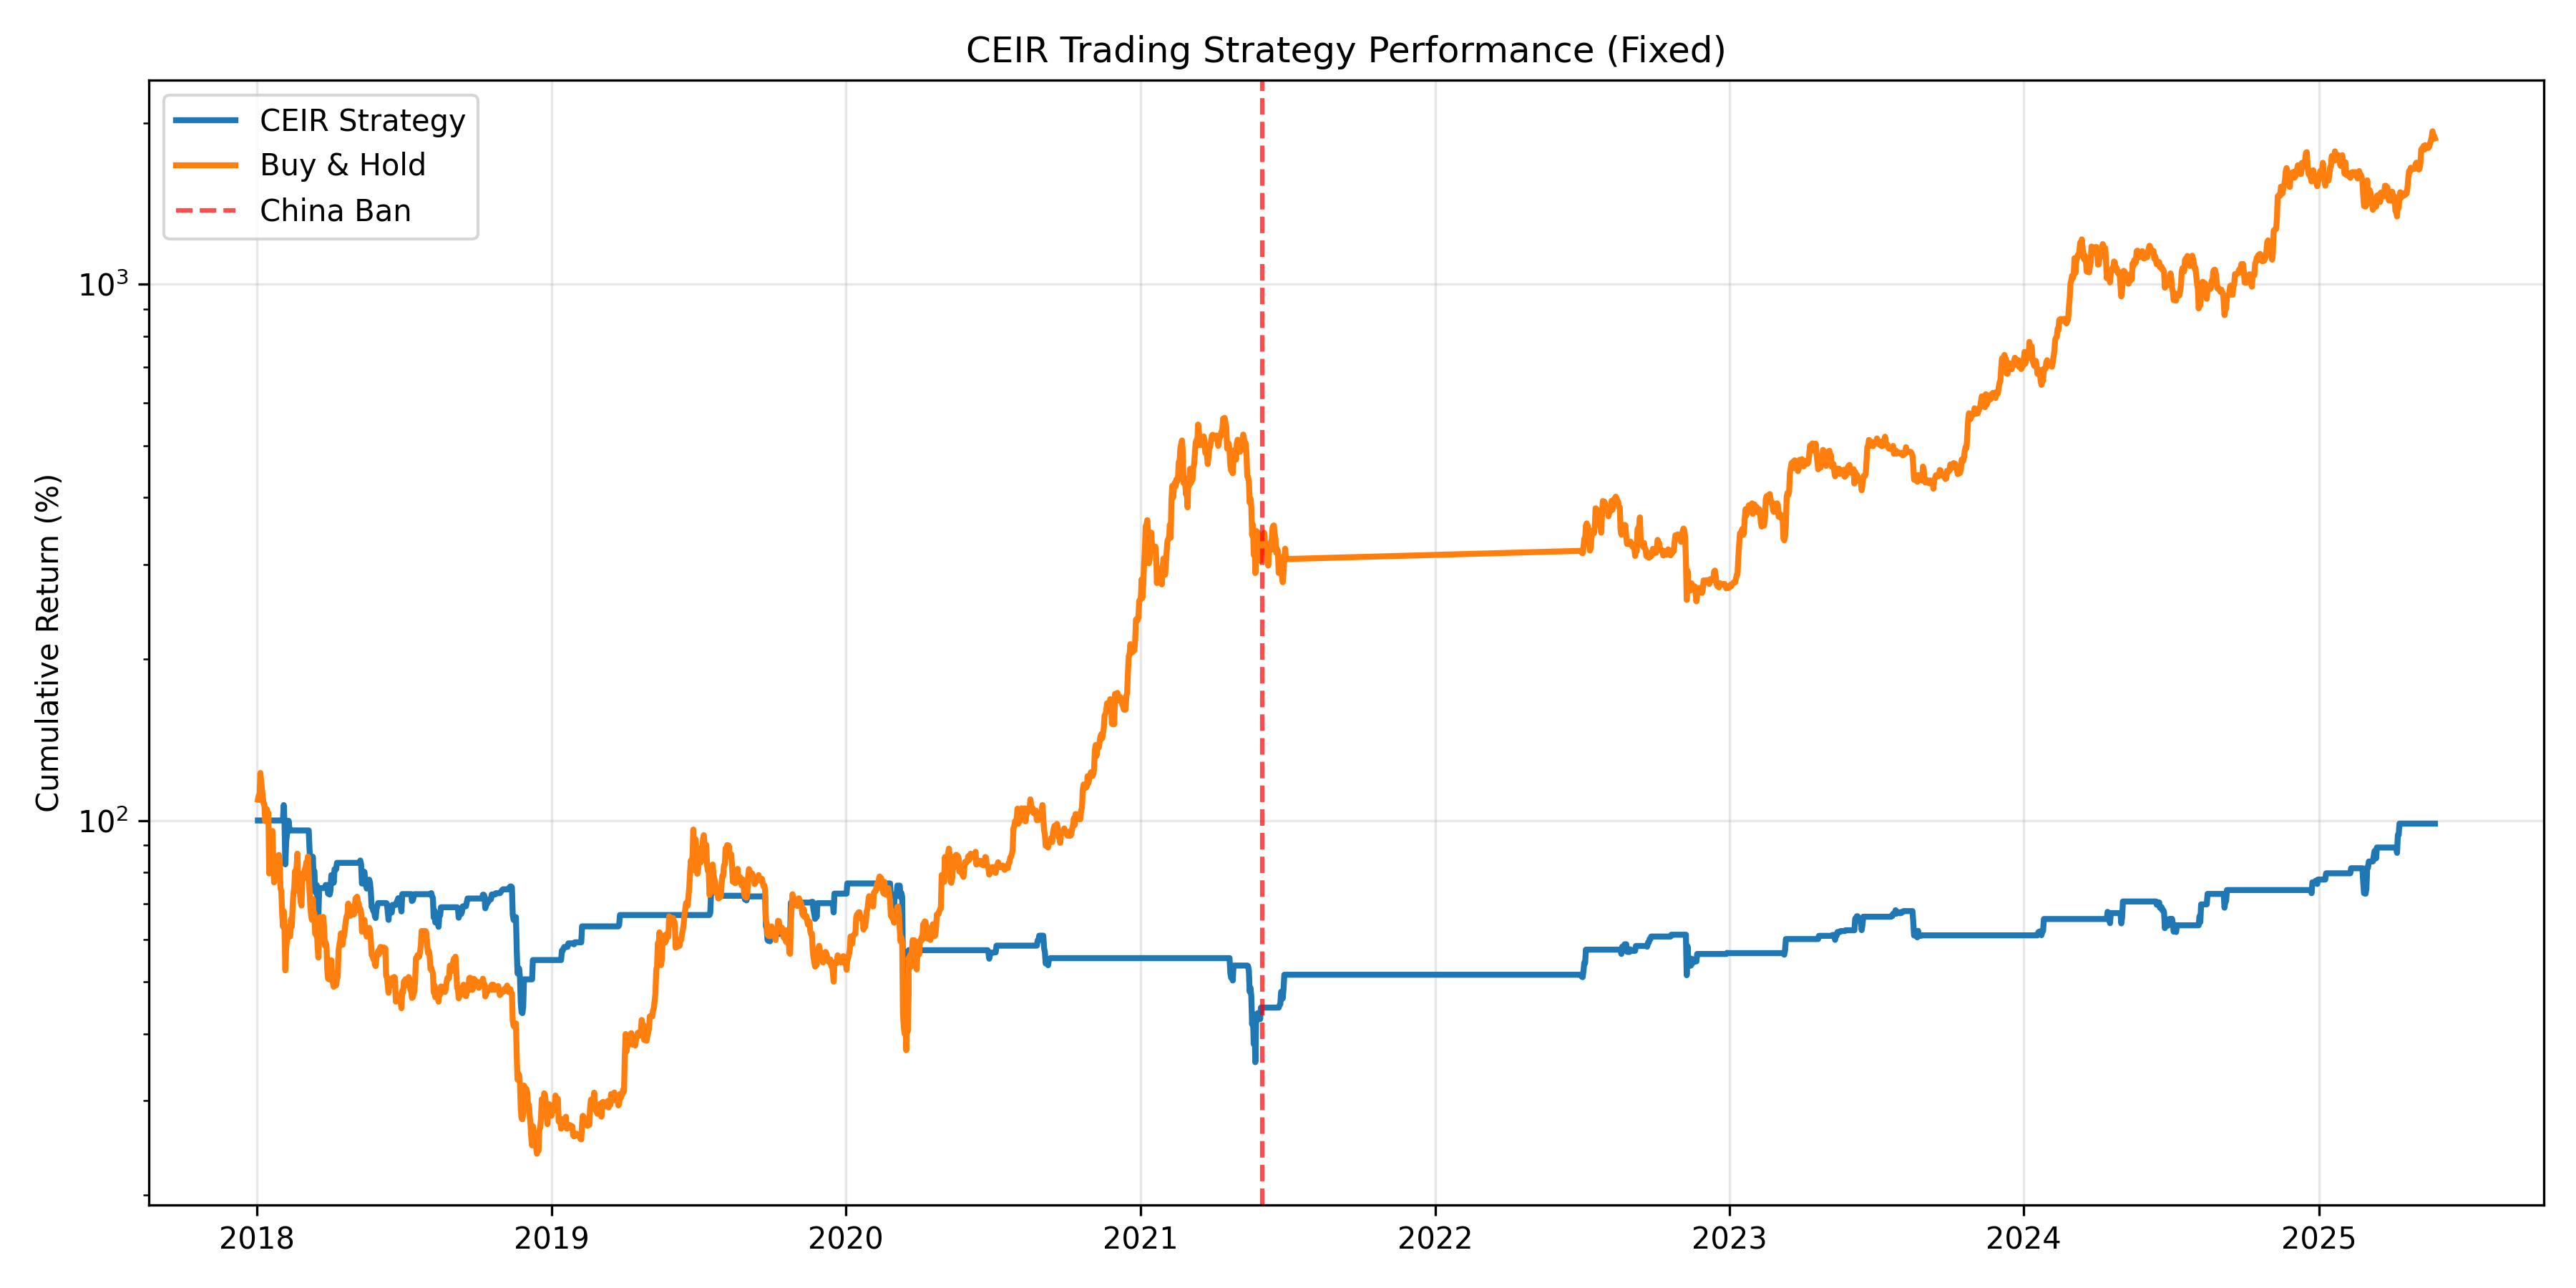 CEIR Trading Strategy Performance (Fixed)
CEIR Strategy
Buy & Hold
China Ban
Cumulative Return (%)
10³
10²
2018 2019 2020 2021 2022 2023 2024 2025